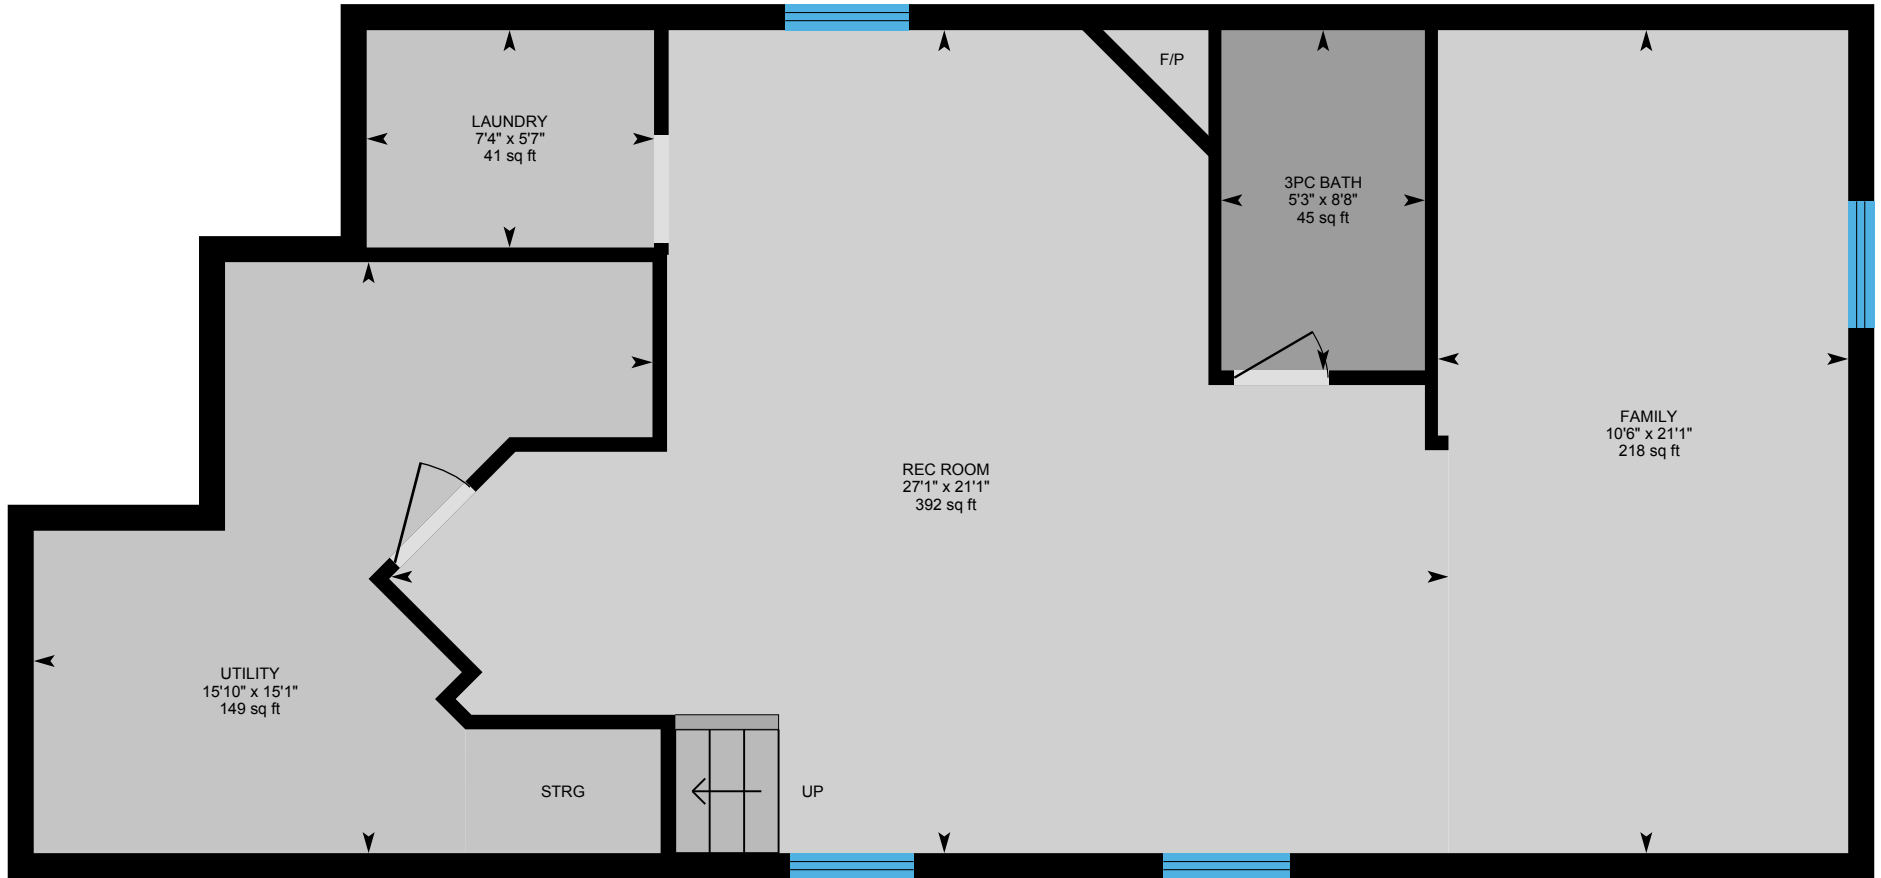 F/P
LAUNDRY
7'4" x 5'7"
41 sq ft
3PC BATH
5'3" x 8'8"
45 sq ft
FAMILY
10'6" x 21'1"
218 sq ft
REC ROOM
27'1" x 21'1"
392 sq ft
UTILITY
15'10" x 15'1"
149 sq ft
STRG
UP